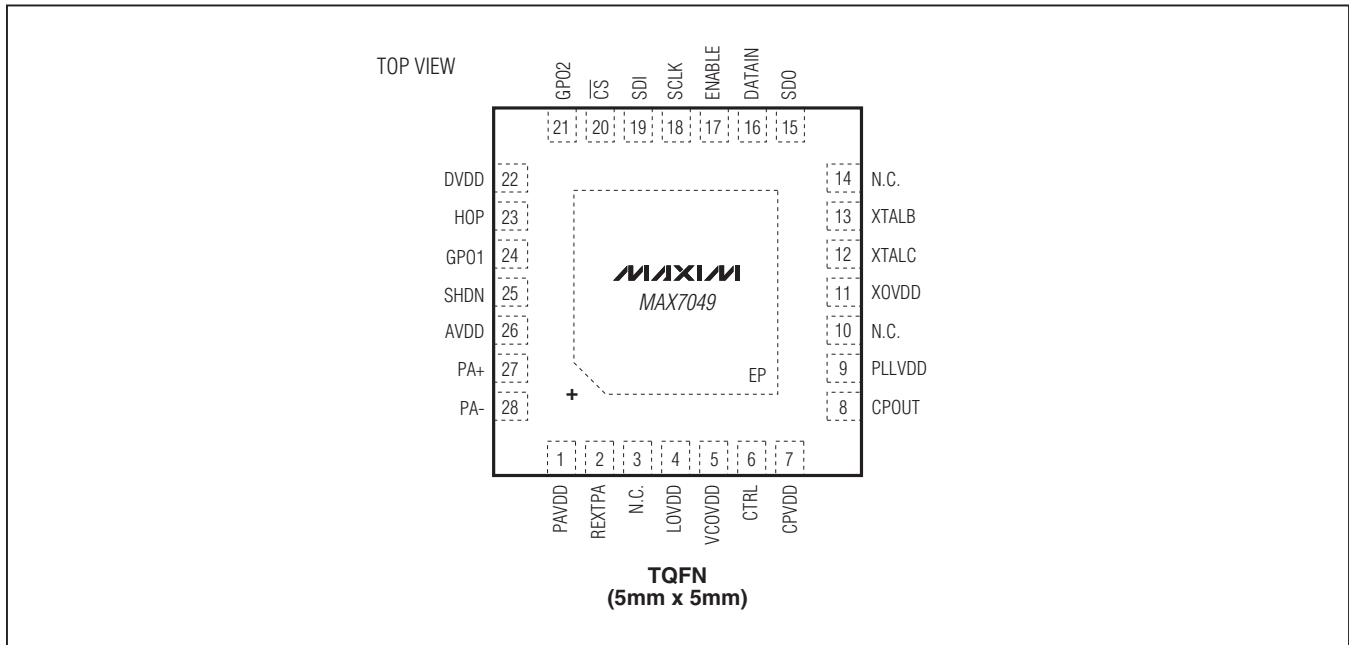 TOP VIEW
GPO2 CS SDI SCLK ENABLE DATAIN SDO
21 20 19 18 17 16 15
DVDD 22 14 N.C.
HOP 23 13 XTALB
GPO1 24 12 XTALC
SHDN 25 11 XOVDD
AVDD 26 10 N.C.
PA+ 27 9 PLLVDD
PA- 28 8 CPOUT
MAXIM
MAX7049
EP
+
1 2 3 4 5 6 7
PAVDD REXTPA N.C. LOVDD VCOVDD CTRL CPVDD
TQFN
(5mm x 5mm)